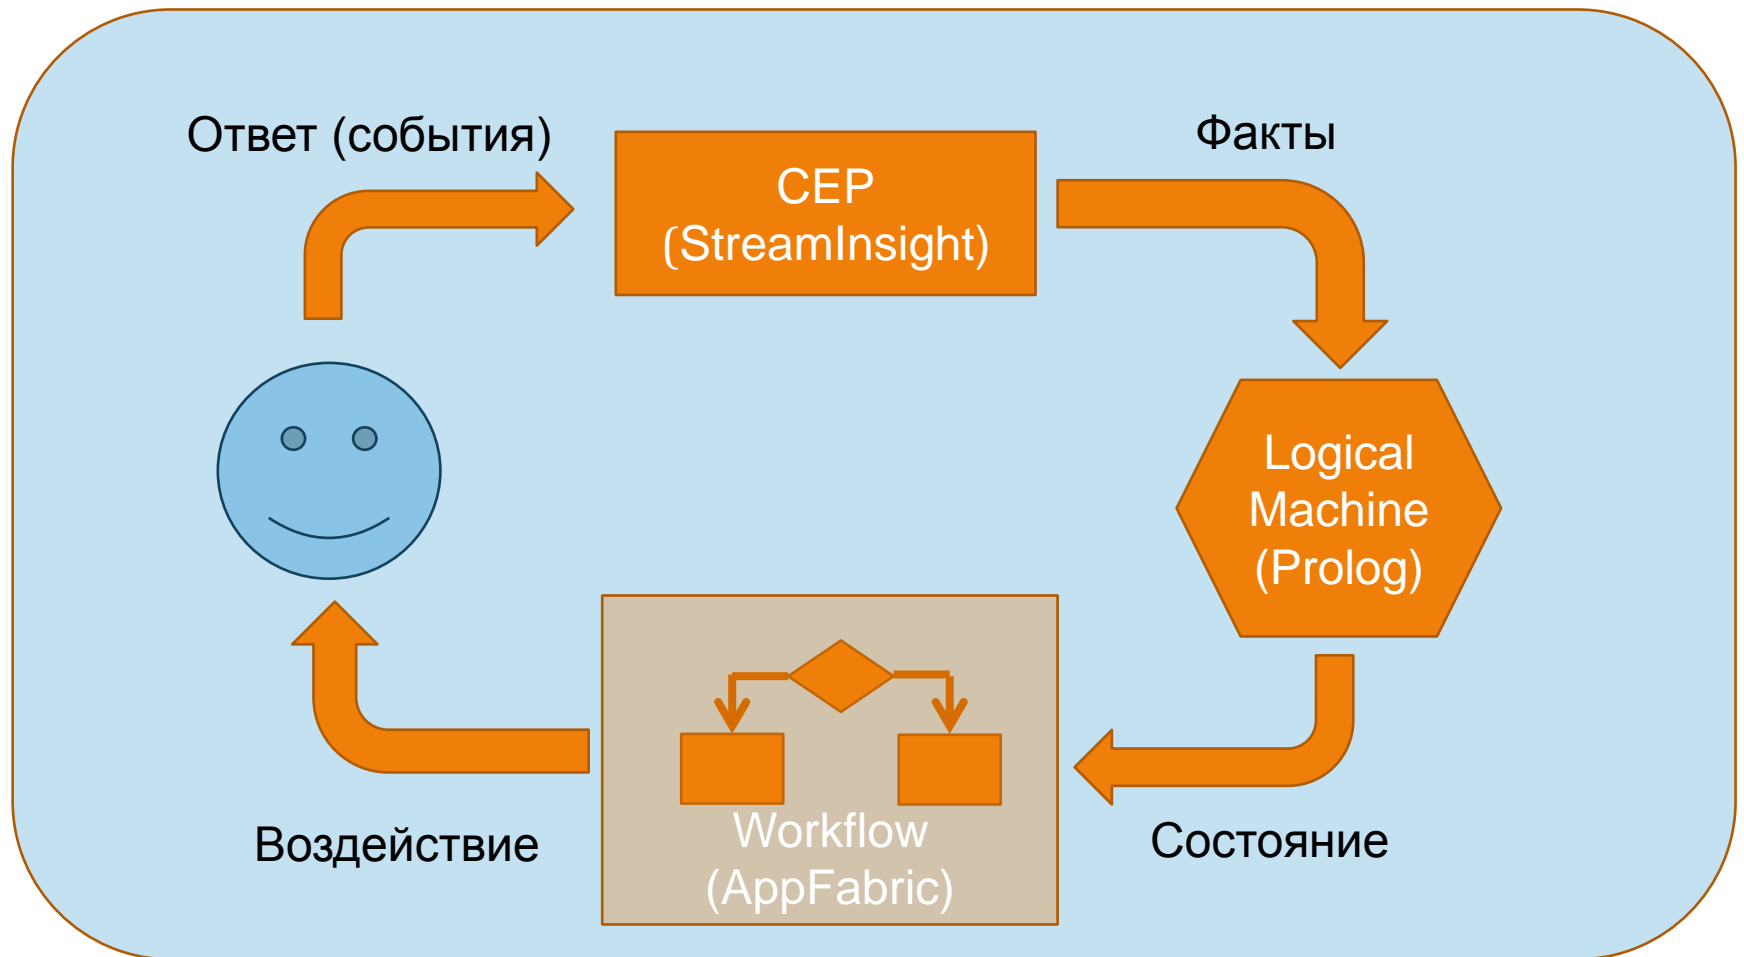 Ответ (события)
CEP
(StreamInsight)
Факты
Logical
Machine
(Prolog)
Workflow
(AppFabric)
Состояние
Воздействие